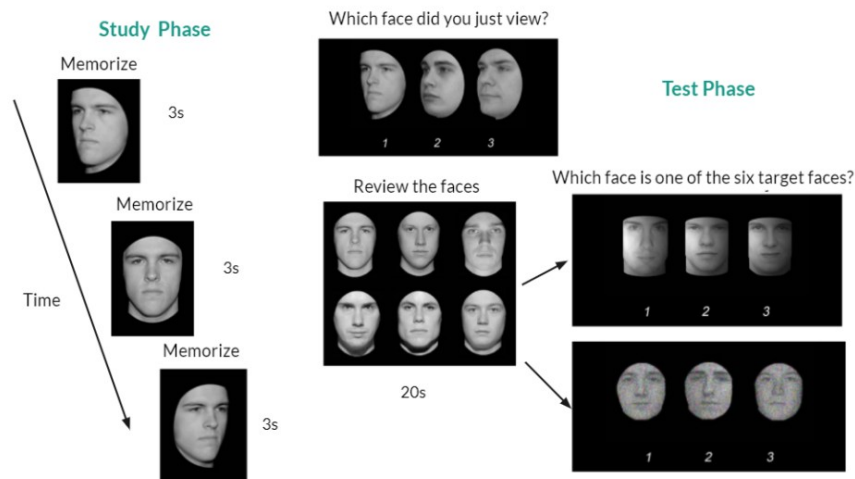 Study Phase
Memorize
3s
Memorize
3s
Time
Memorize
3s
Which face did you just view?
1 2 3
Review the faces
20s
Test Phase
Which face is one of the six target faces?
1 2 3
1 2 3